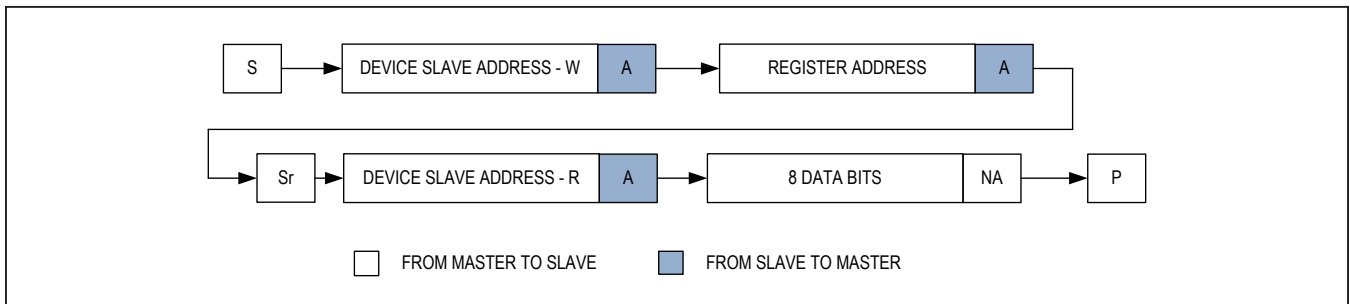 S DEVICE SLAVE ADDRESS - W A REGISTER ADDRESS A
Sr DEVICE SLAVE ADDRESS - R A 8 DATA BITS NA P
FROM MASTER TO SLAVE FROM SLAVE TO MASTER